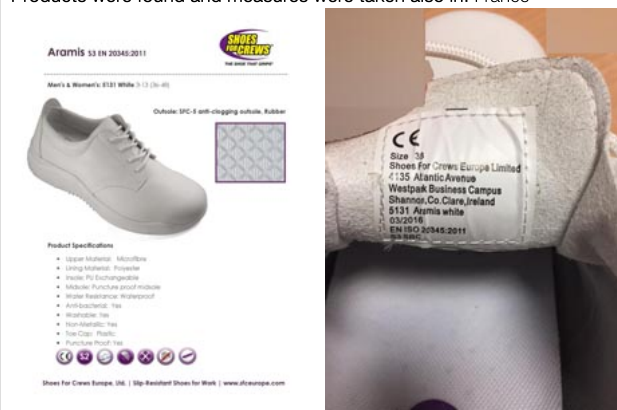 Products were found and measures were taken also in: France
Aramis S3 EN 20345:2011
SHOES
FOR CREWS
THE SHOE THAT GRIPS
Men's & Women's: 5131 White 3-13 (36-49)
Outsole: SFC-II anti-clogging outsole, Rubber
Product Specifications
Upper Material: Microfibre
Lining Material: Polyester
Insole: PU Exchangeable
Midsole: Puncture proof midsole
Water Resistance: Waterproof
Anti-bacterial: Yes
Washable: Yes
Non-Metallic: Yes
Toe Cap: Plastic
Puncture Proof: Yes
CE
Shoes For Crews Europe, Ltd. | Slip-Resistant Shoes for Work | www.sfceurope.com
CE
Size 38
Shoes For Crews Europe Limited
4135 Atlantic Avenue
Westpark Business Campus
Shannon,Co.Clare,Ireland
5131 Aramis white
03/2016
EN ISO 20345:2011